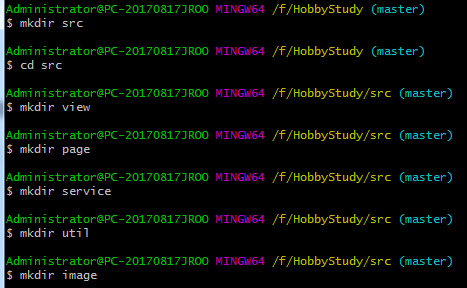 Administrator@PC-20170817JROO MINGW64 /f/HobbyStudy (master)
$ mkdir src
Administrator@PC-20170817JROO MINGW64 /f/HobbyStudy (master)
$ cd src
Administrator@PC-20170817JROO MINGW64 /f/HobbyStudy/src (master)
$ mkdir view
Administrator@PC-20170817JROO MINGW64 /f/HobbyStudy/src (master)
$ mkdir page
Administrator@PC-20170817JROO MINGW64 /f/HobbyStudy/src (master)
$ mkdir service
Administrator@PC-20170817JROO MINGW64 /f/HobbyStudy/src (master)
$ mkdir util
Administrator@PC-20170817JROO MINGW64 /f/HobbyStudy/src (master)
$ mkdir image